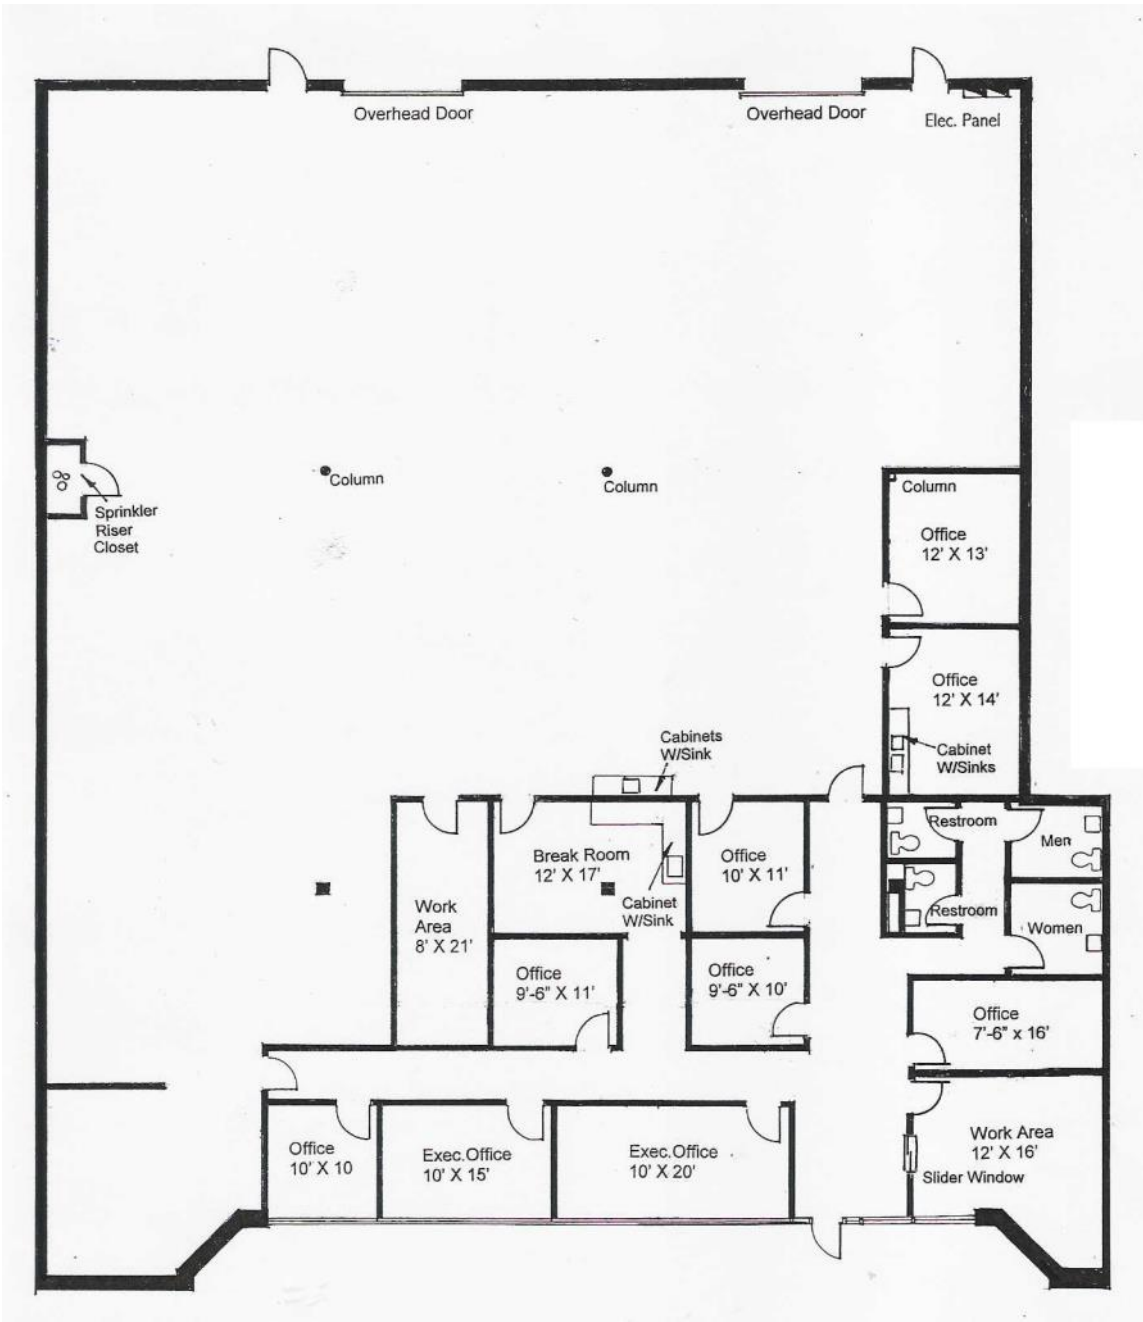 Overhead Door
Overhead Door
Elec. Panel
Column
Column
Column
Sprinkler
Riser
Closet
Office
12' X 13'
Office
12' X 14'
Cabinet
W/Sinks
Cabinets
W/Sink
Restroom
Men
Break Room
12' X 17'
Office
10' X 11'
Cabinet
W/Sink
Work
Area
8' X 21'
Restroom
Women
Office
9'-6" X 11'
Office
9'-6" X 10'
Office
7'-6" x 16'
Office
10' X 10
Exec.Office
10' X 15'
Exec.Office
10' X 20'
Work Area
12' X 16'
Slider Window